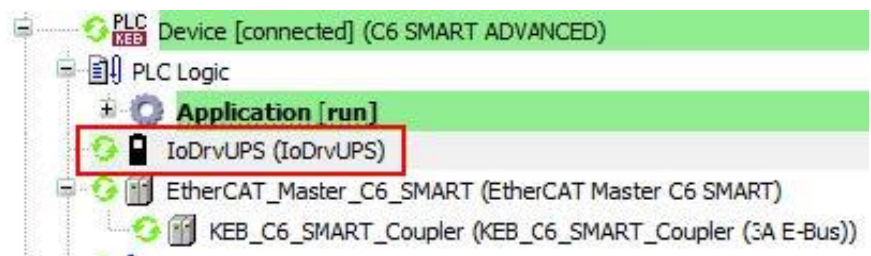 PLC
KEB
Device [connected] (C6 SMART ADVANCED)
PLC Logic
Application [run]
IoDrvUPS (IoDrvUPS)
EtherCAT_Master_C6_SMART (EtherCAT Master C6 SMART)
KEB_C6_SMART_Coupler (KEB_C6_SMART_Coupler (3A E-Bus))